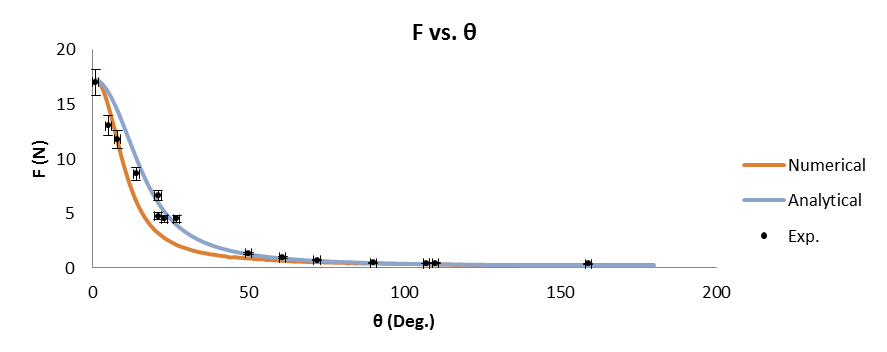 F vs. θ
20
15
10
5
0
F (N)
0 50 100 150 200
θ (Deg.)
Numerical
Analytical
Exp.